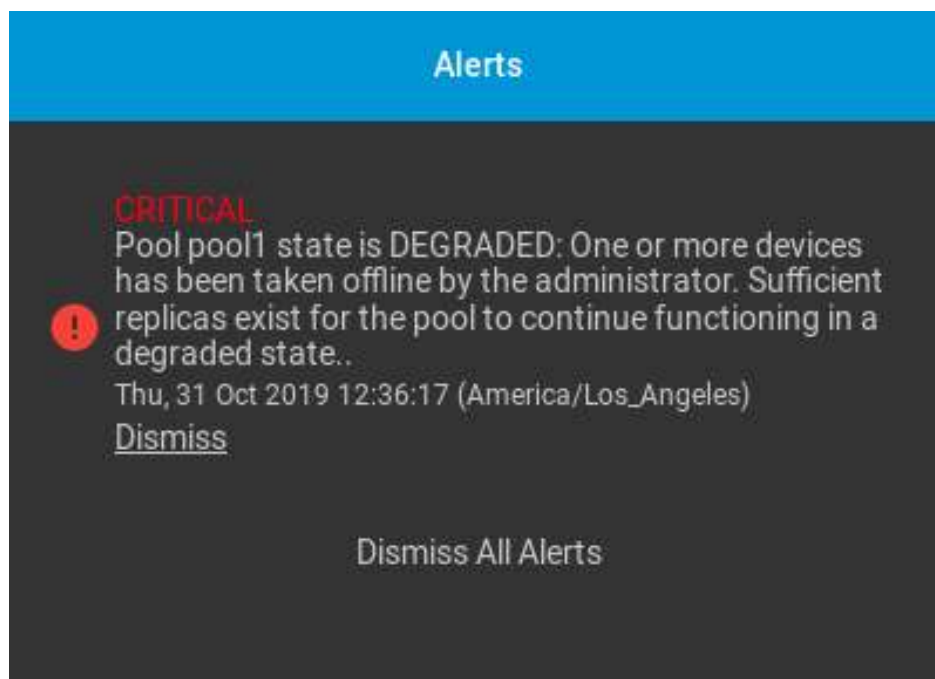 Alerts
CRITICAL
Pool pool1 state is DEGRADED: One or more devices
has been taken offline by the administrator. Sufficient
replicas exist for the pool to continue functioning in a
degraded state..
Thu, 31 Oct 2019 12:36:17 (America/Los_Angeles)
Dismiss
Dismiss All Alerts